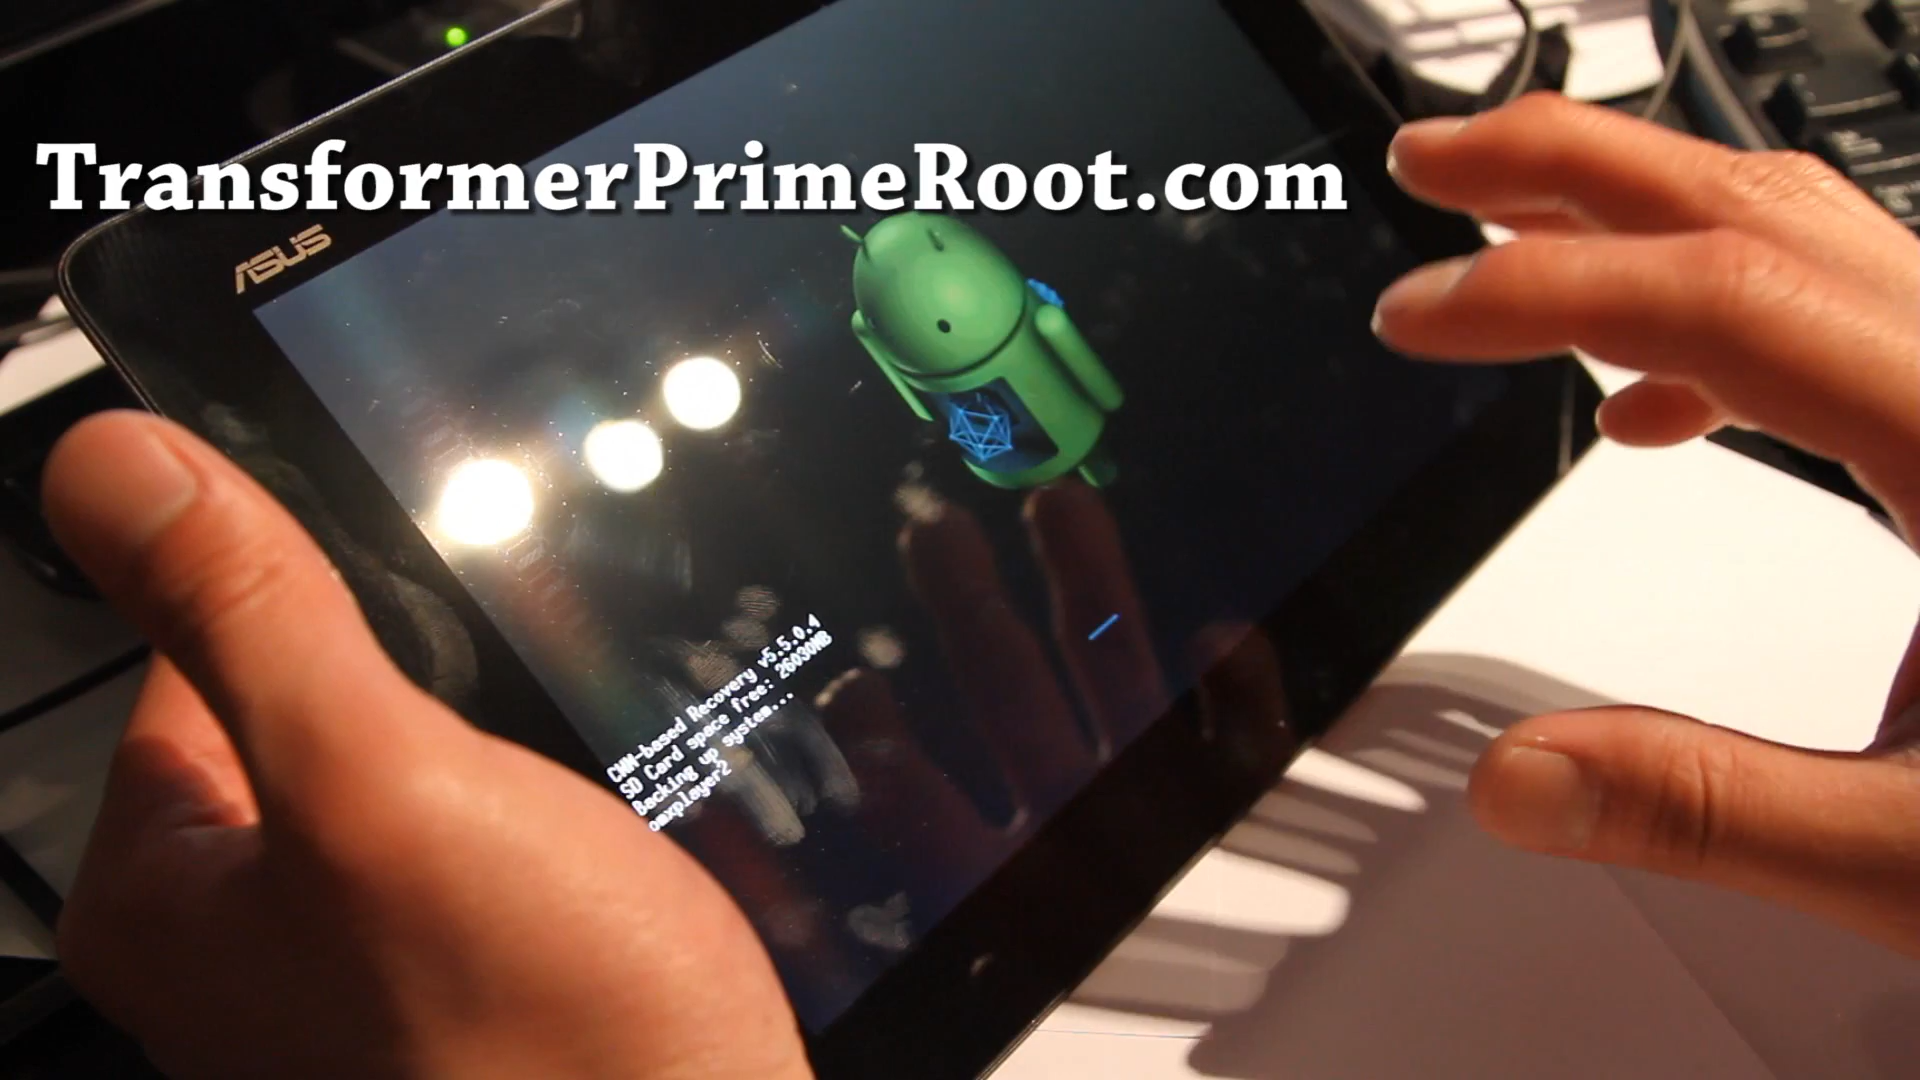 TransformerPrimeRoot.com
ASUS
CWM-based Recovery v5.5.0.4
SD Card space free: 26030MB
Backing up system...
omxplayer2